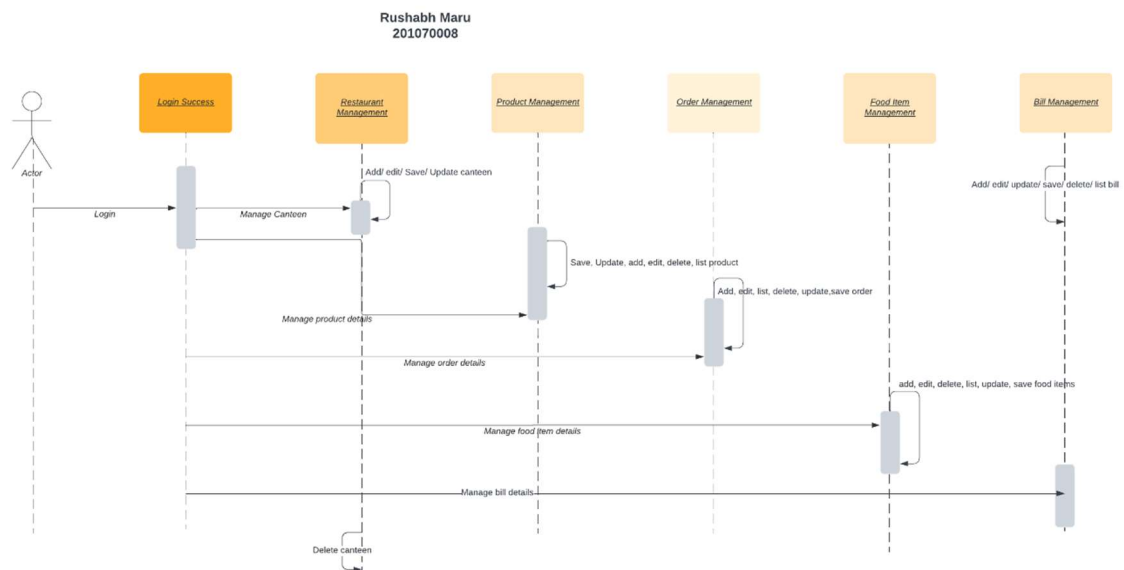 Rushabh Maru
201070008
Login Success
Restaurant
Management
Product Management
Order Management
Food Item
Management
Bill Management
Actor
Add/ edit/ Save/ Update canteen
Add/ edit/ update/ save/ delete/ list bill
Login
Manage Canteen
Save, Update, add, edit, delete, list product
Add, edit, list, delete, update,save order
Manage product details
Manage order details
add, edit, delete, list, update, save food items
Manage food item details
Manage bill details
Delete canteen